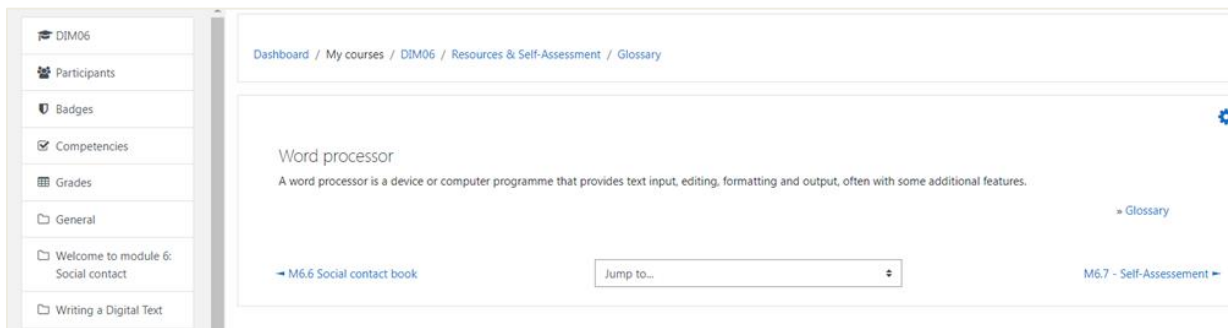 DIM06
Participants
Badges
Competencies
Grades
General
Welcome to module 6:
Social contact
Writing a Digital Text
Dashboard / My courses / DIM06 / Resources & Self-Assessment / Glossary
Word processor
A word processor is a device or computer programme that provides text input, editing, formatting and output, often with some additional features.
» Glossary
◄ M6.6 Social contact book
Jump to...
M6.7 - Self-Assessement ►